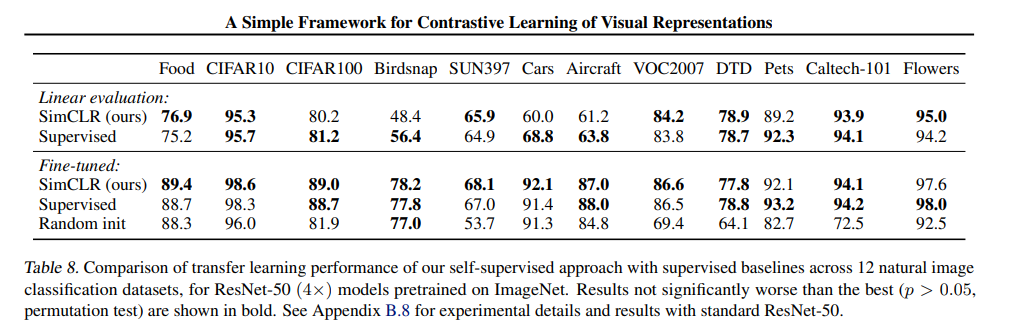 A Simple Framework for Contrastive Learning of Visual Representations
Food CIFAR10 CIFAR100 Birdsnap SUN397 Cars Aircraft VOC2007 DTD Pets Caltech-101 Flowers
Linear evaluation:
SimCLR (ours) 76.9 95.3 80.2 48.4 65.9 60.0 61.2 84.2 78.9 89.2 93.9 95.0
Supervised 75.2 95.7 81.2 56.4 64.9 68.8 63.8 83.8 78.7 92.3 94.1 94.2
Fine-tuned:
SimCLR (ours) 89.4 98.6 89.0 78.2 68.1 92.1 87.0 86.6 77.8 92.1 94.1 97.6
Supervised 88.7 98.3 88.7 77.8 67.0 91.4 88.0 86.5 78.8 93.2 94.2 98.0
Random init 88.3 96.0 81.9 77.0 53.7 91.3 84.8 69.4 64.1 82.7 72.5 92.5
Table 8. Comparison of transfer learning performance of our self-supervised approach with supervised baselines across 12 natural image
classification datasets, for ResNet-50 (4×) models pretrained on ImageNet. Results not significantly worse than the best (p > 0.05,
permutation test) are shown in bold. See Appendix B.8 for experimental details and results with standard ResNet-50.